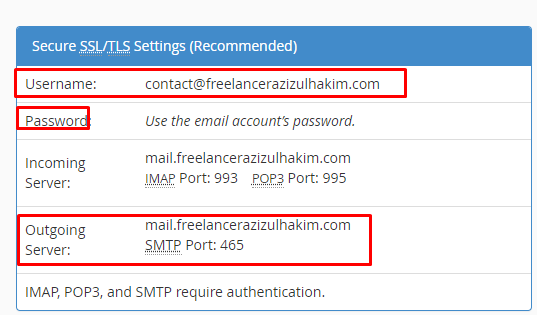 Secure SSL/TLS Settings (Recommended)
Username: contact@freelancerazizulhakim.com
Password: Use the email account's password.
Incoming Server: mail.freelancerazizulhakim.com
IMAP Port: 993 POP3 Port: 995
Outgoing Server: mail.freelancerazizulhakim.com
SMTP Port: 465
IMAP, POP3, and SMTP require authentication.